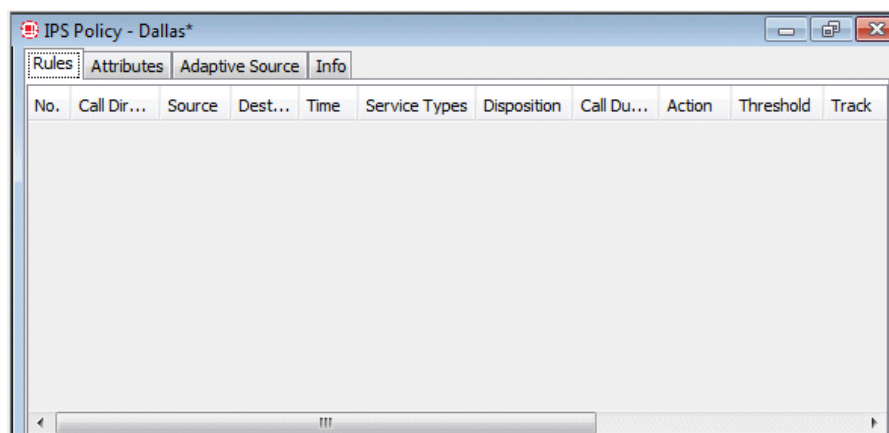 IPS Policy - Dallas*
Rules Attributes Adaptive Source Info
No. Call Dir... Source Dest... Time Service Types Disposition Call Du... Action Threshold Track